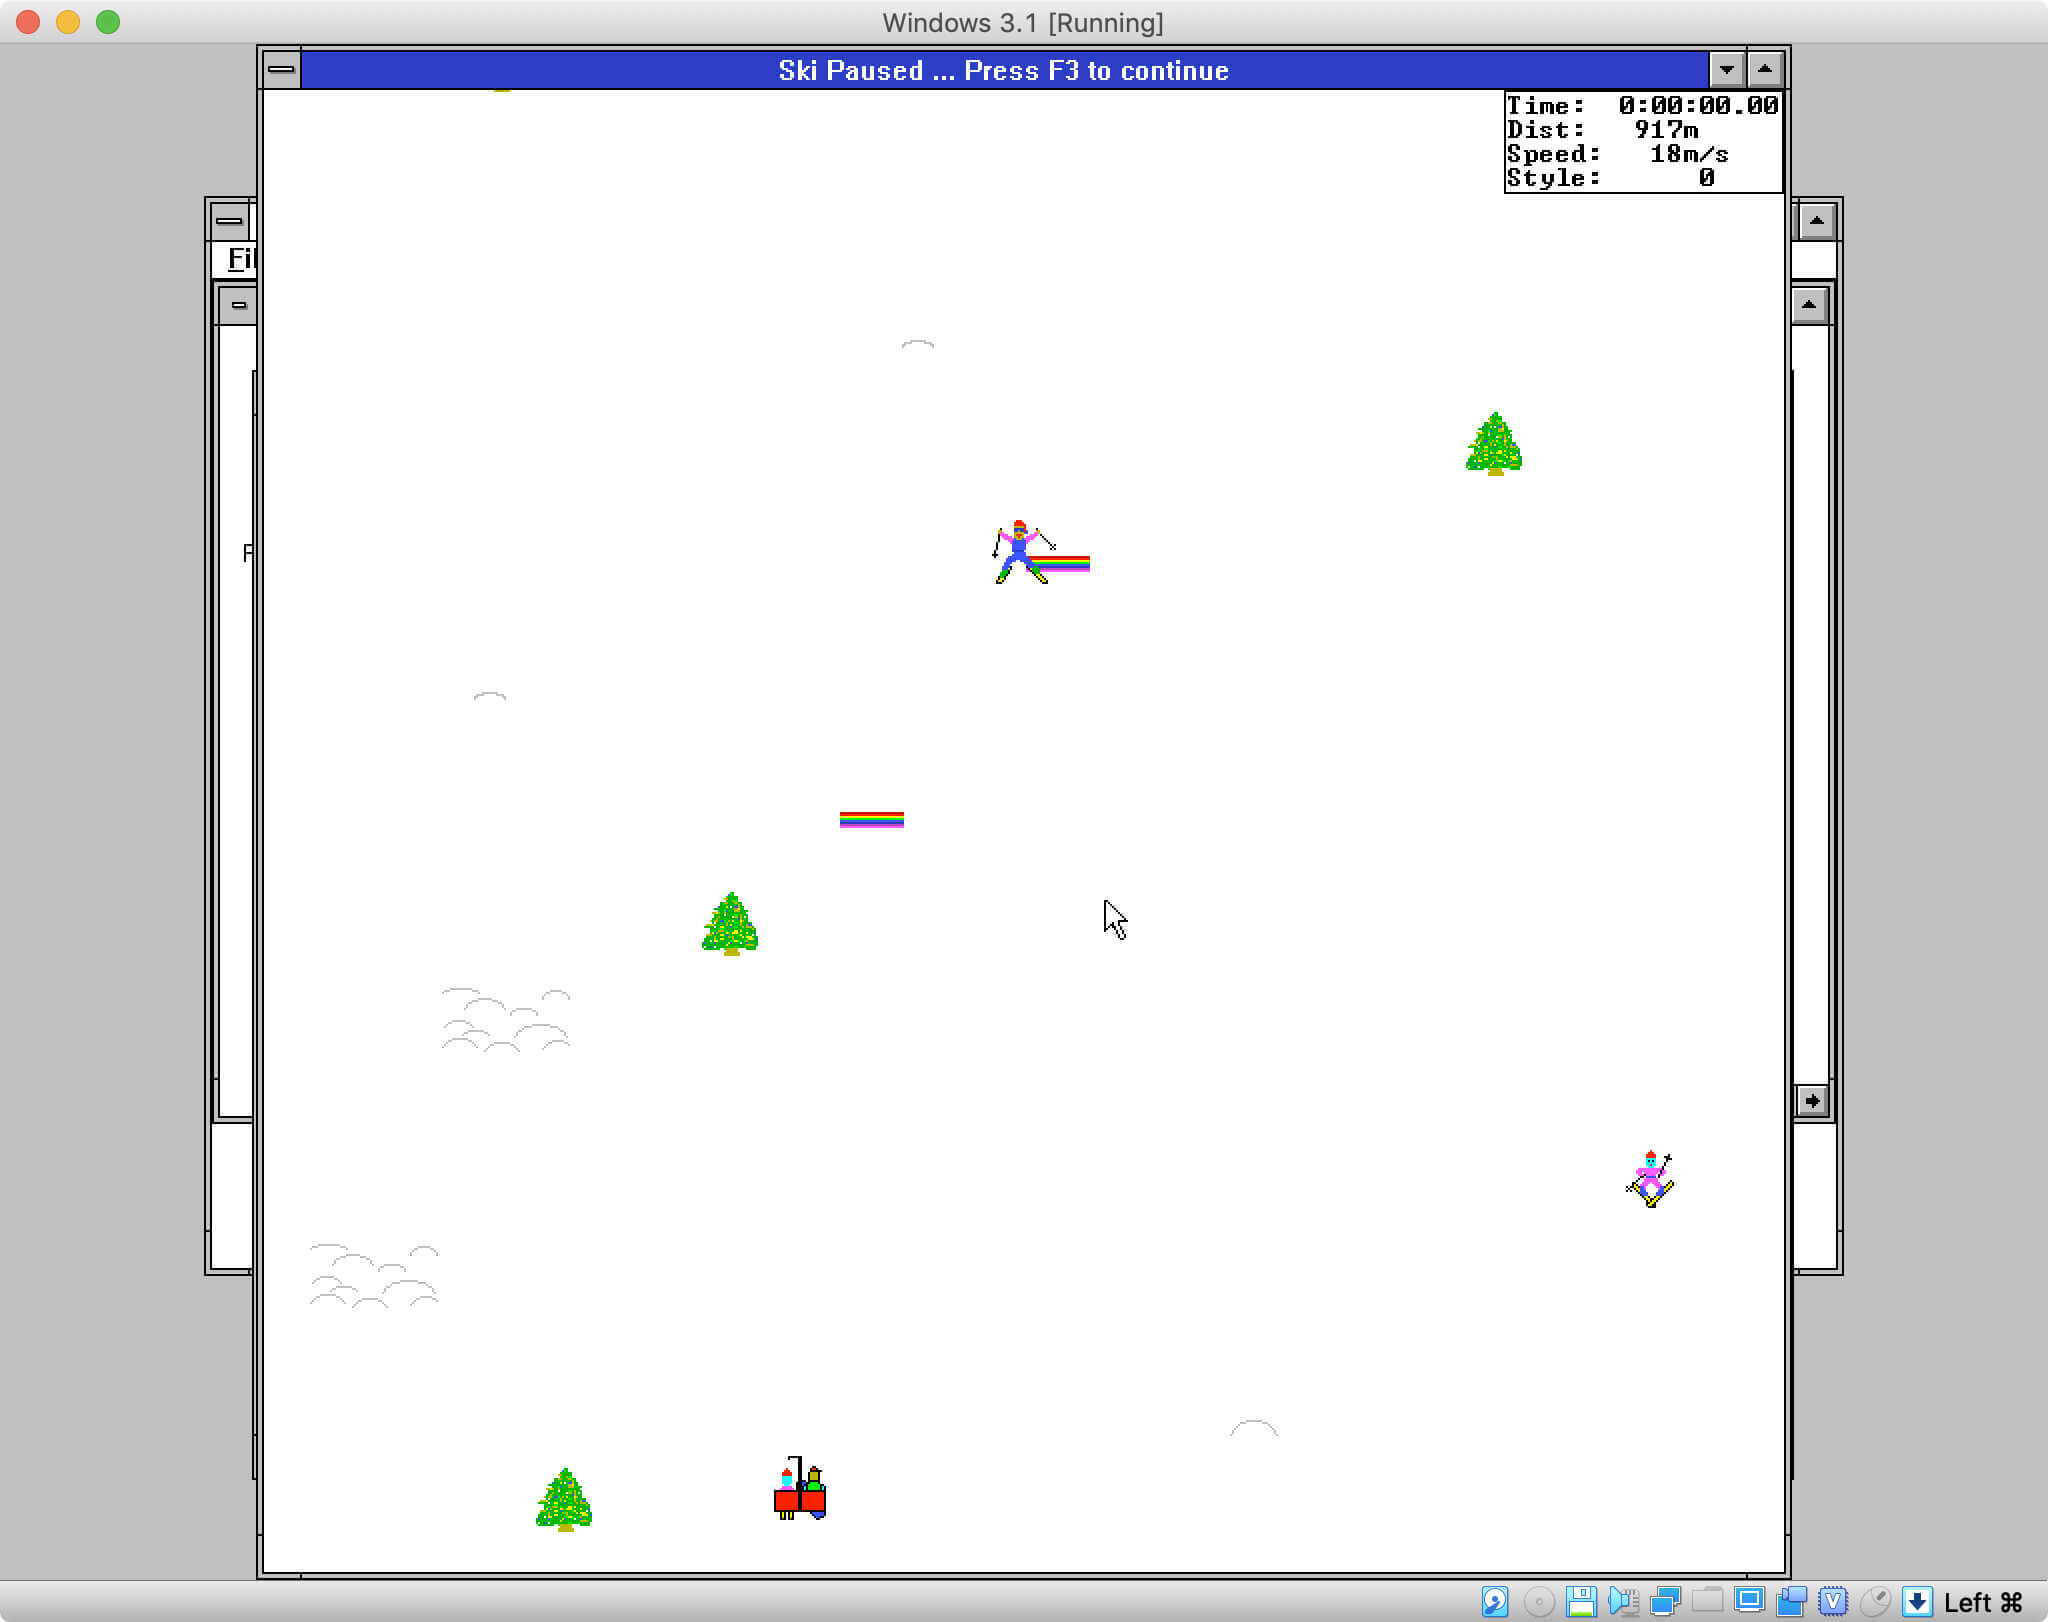 Windows 3.1 [Running]
Ski Paused ... Press F3 to continue
Time: 0:00:00.00
Dist: 917m
Speed: 18m/s
Style: 0
Fil
F
Left ⌘